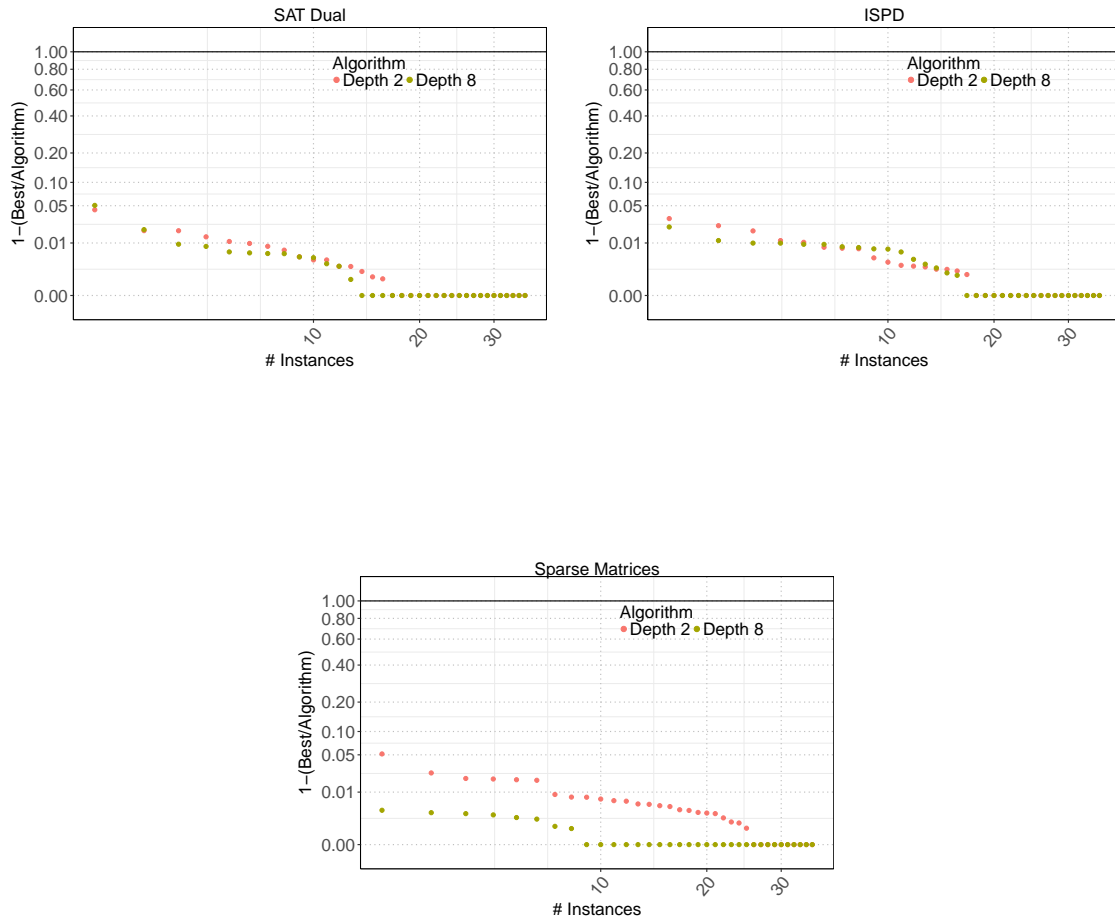 SAT Dual
1−(Best/Algorithm)
1.00
0.80
0.60
0.40
0.20
0.10
0.05
0.01
0.00
Algorithm
Depth 2 Depth 8
10
20
30
# Instances
ISPD
1−(Best/Algorithm)
1.00
0.80
0.60
0.40
0.20
0.10
0.05
0.01
0.00
Algorithm
Depth 2 Depth 8
10
20
30
# Instances
Sparse Matrices
1−(Best/Algorithm)
1.00
0.80
0.60
0.40
0.20
0.10
0.05
0.01
0.00
Algorithm
Depth 2 Depth 8
10
20
30
# Instances